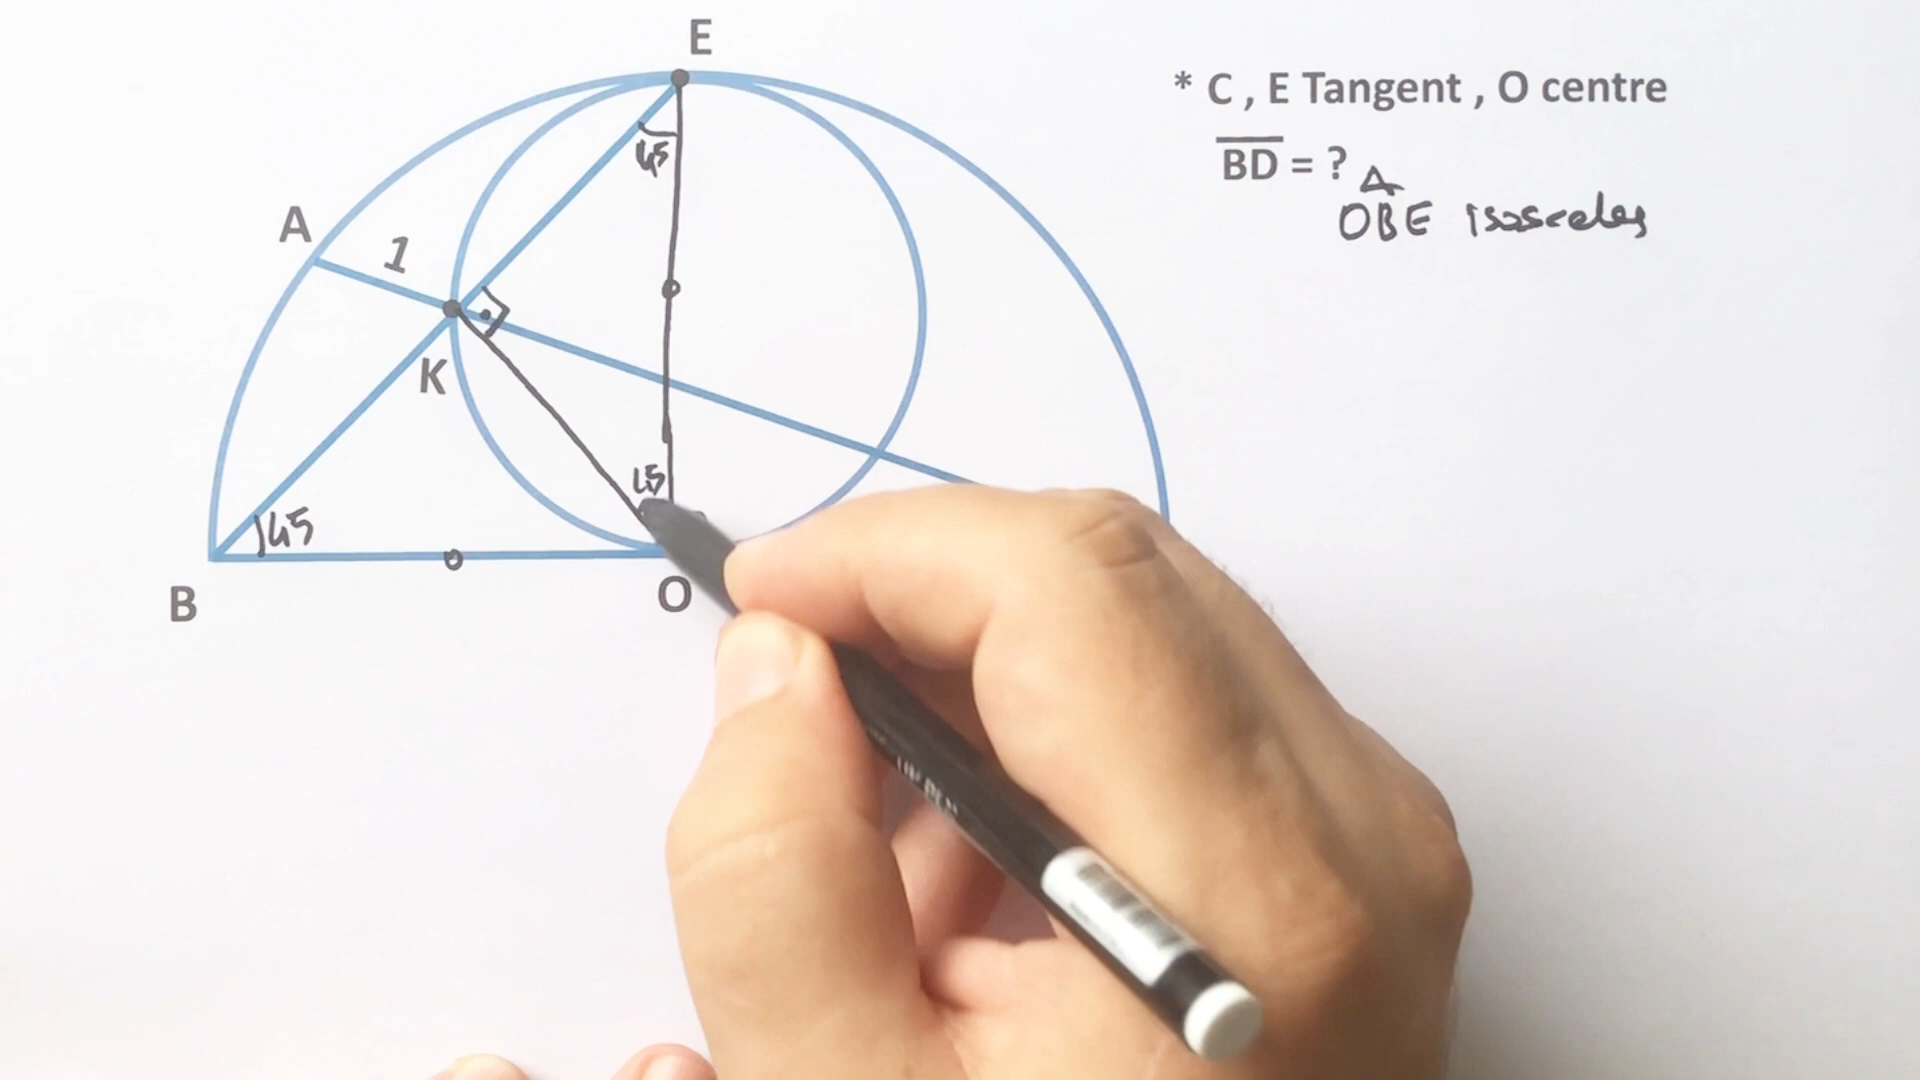 E
* C , E Tangent , O centre
BD = ?
OBE isosceles
45
A
1
K
45
45
B
O